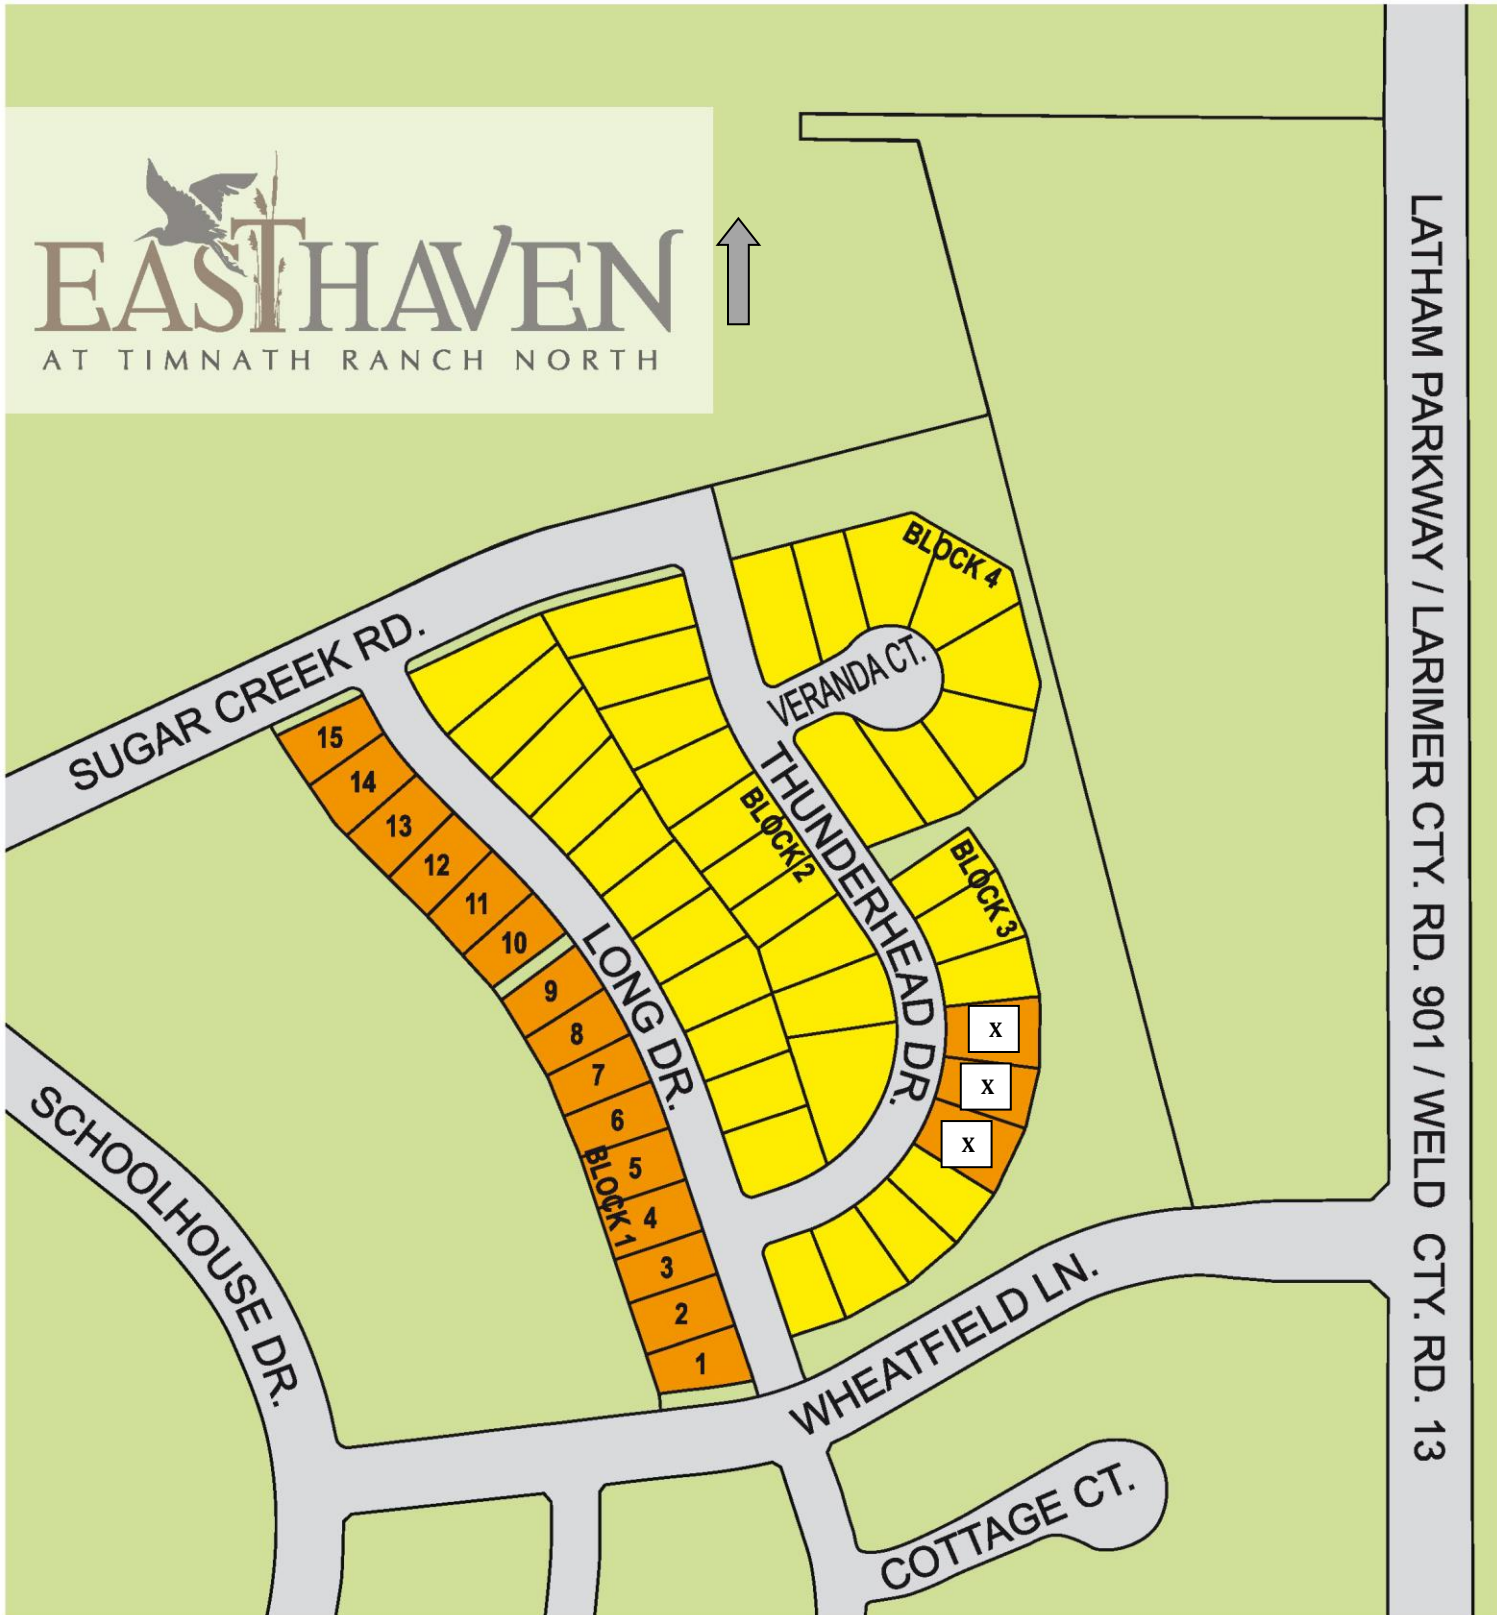 EASTHAVEN
AT TIMNATH RANCH NORTH
LATHAM PARKWAY / LARIMER CTY. RD. 901 / WELD CTY. RD. 13
BLOCK 4
SUGAR CREEK RD.
VERANDA CT.
THUNDERHEAD DR.
BLOCK 2
BLOCK 3
15
14
13
12
11
10
9
8
7
6
5
4
3
2
1
BLOCK 1
LONG DR.
X
X
X
SCHOOLHOUSE DR.
WHEATFIELD LN.
COTTAGE CT.